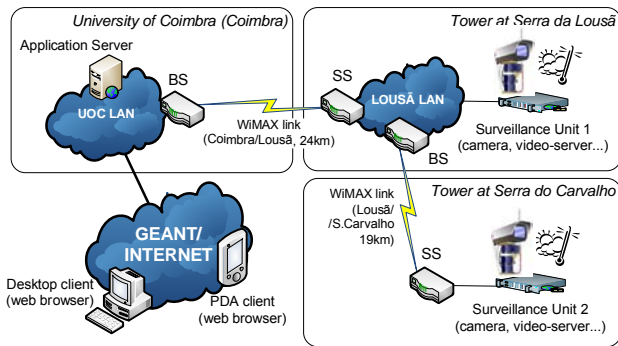 University of Coimbra (Coimbra)
Application Server
BS
UOC LAN
WiMAX link
(Coimbra/Lousã, 24km)
Tower at Serra da Lousã
SS
LOUSÃ LAN
BS
Surveillance Unit 1
(camera, video-server...)
WiMAX link
(Lousã/
/S.Carvalho
19km)
Tower at Serra do Carvalho
SS
Surveillance Unit 2
(camera, video-server...)
GEANT/
INTERNET
Desktop client
(web browser)
PDA client
(web browser)